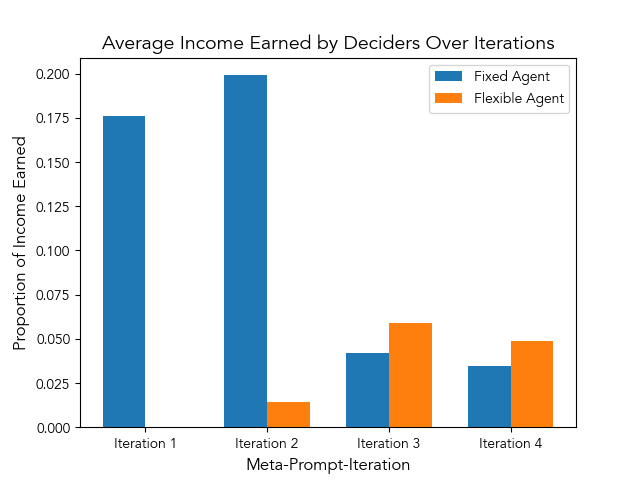 Average Income Earned by Deciders Over Iterations
Fixed Agent
Flexible Agent
Proportion of Income Earned
0.200
0.175
0.150
0.125
0.100
0.075
0.050
0.025
0.000
Iteration 1
Iteration 2
Iteration 3
Iteration 4
Meta-Prompt-Iteration